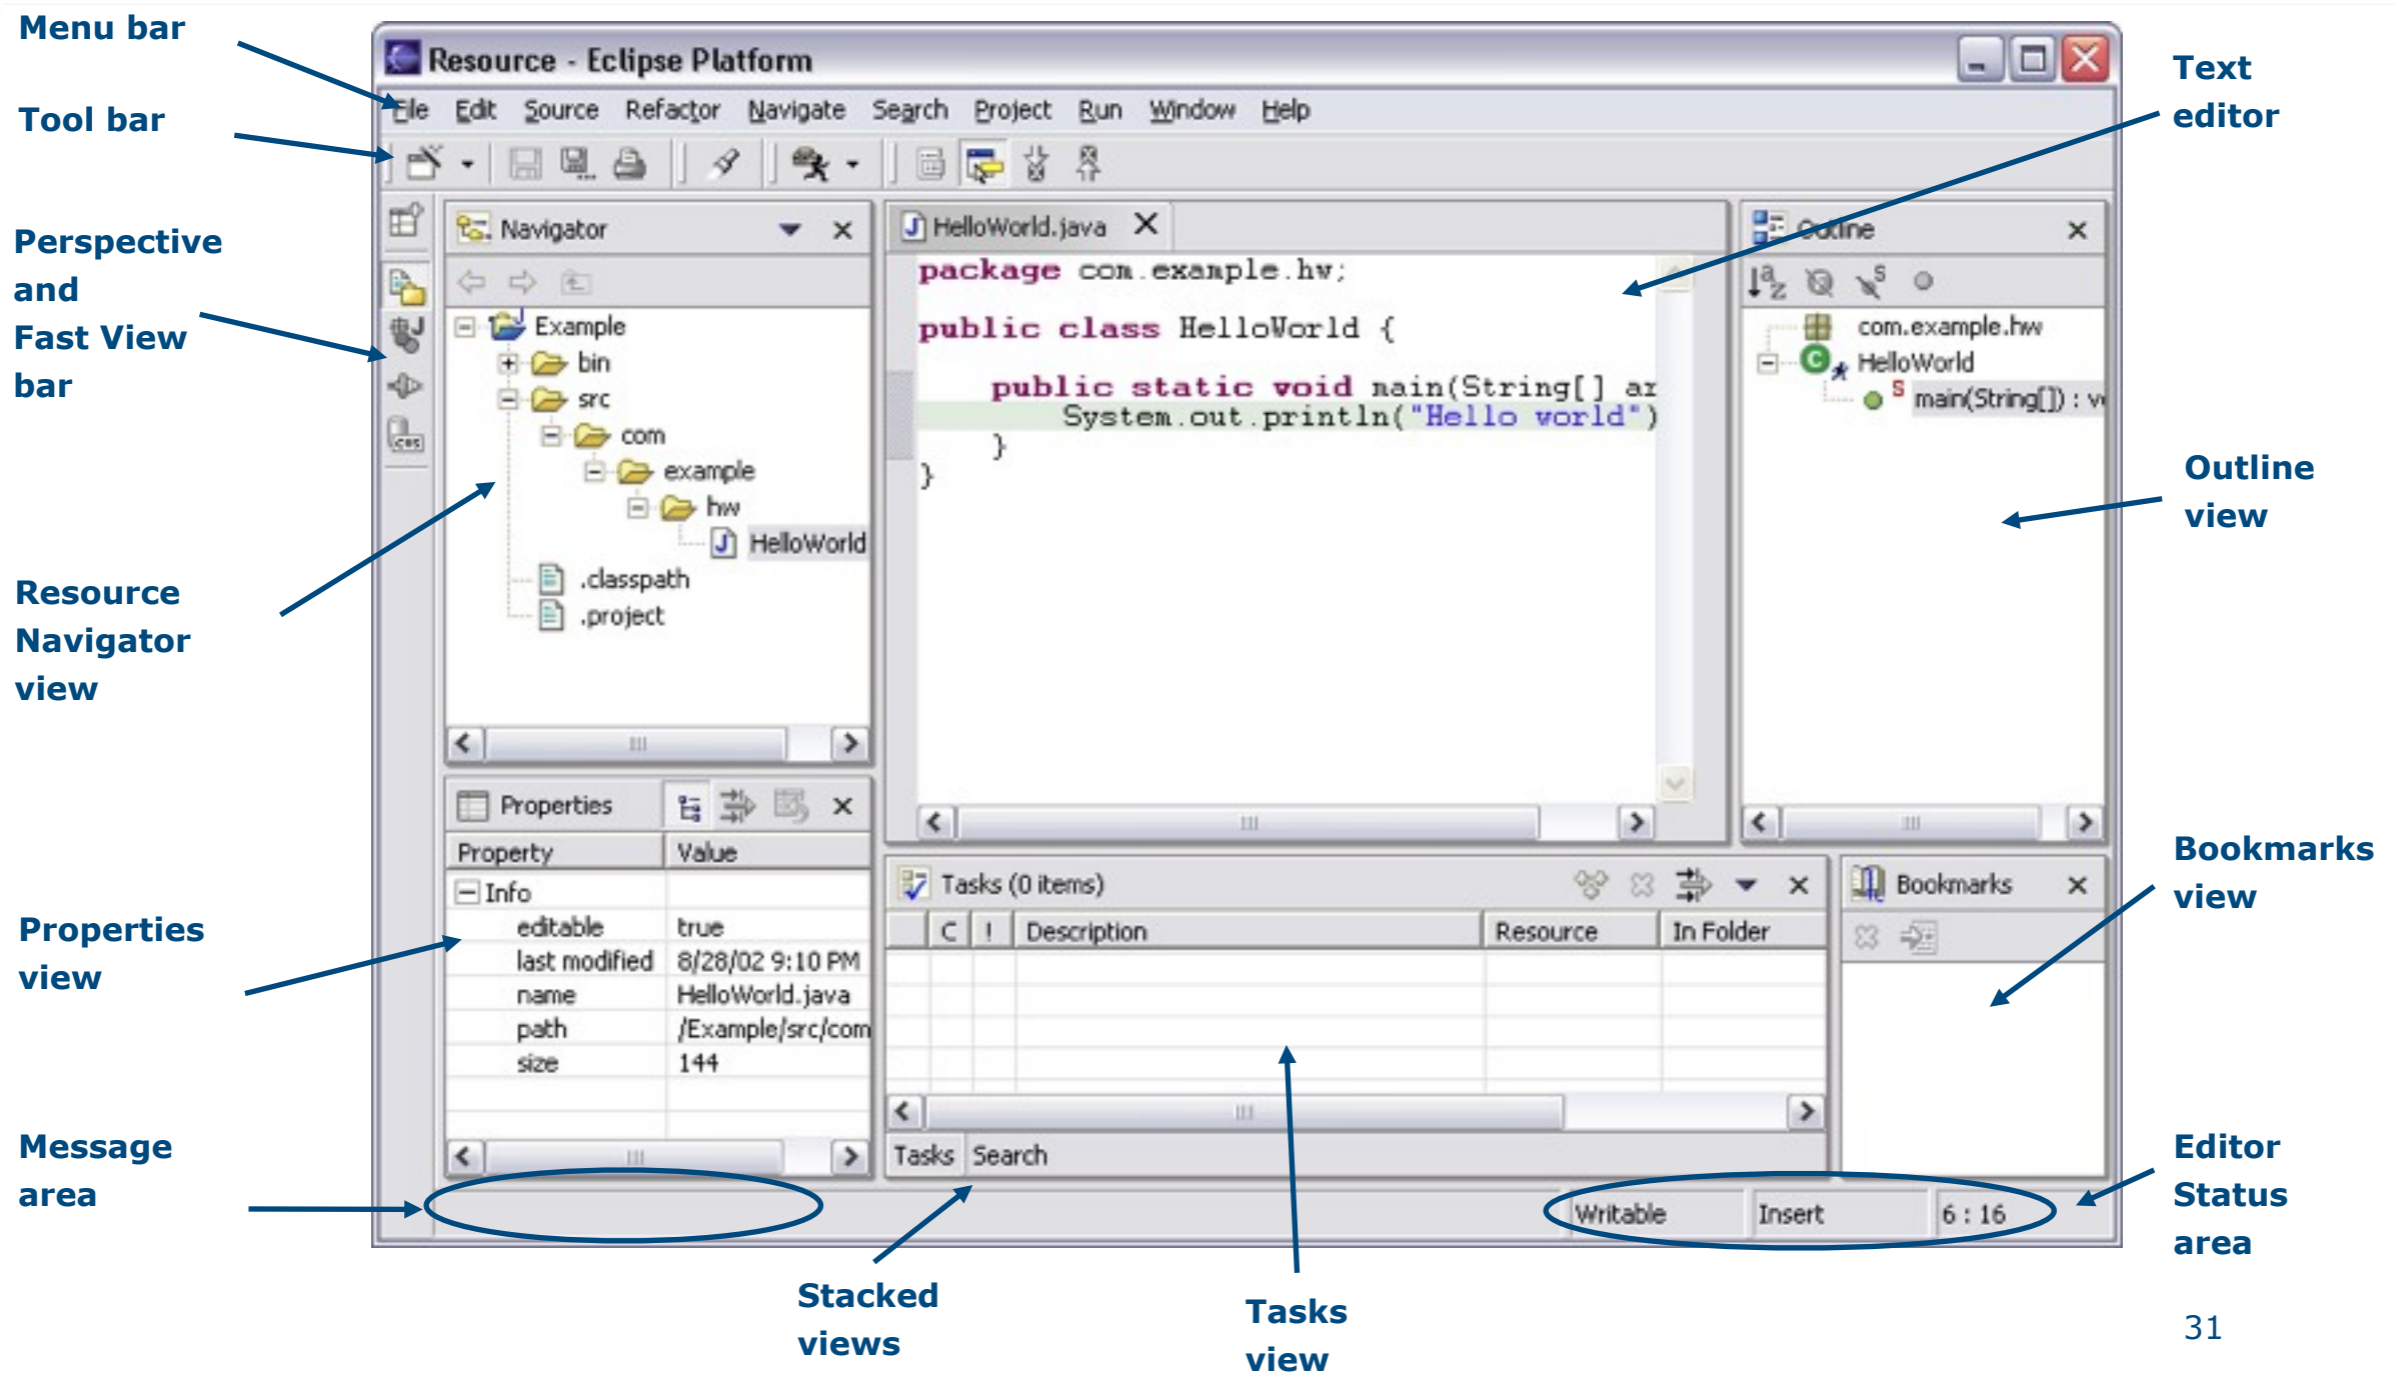 Menu bar
Tool bar
Perspective
and
Fast View
bar
Resource
Navigator
view
Properties
view
Message
area
Resource - Eclipse Platform
File Edit Source Refactor Navigate Search Project Run Window Help
Navigator
Example
bin
src
com
example
hw
HelloWorld
.classpath
.project
HelloWorld.java
package com.example.hw;
public class HelloWorld {
public static void main(String[] ar
System.out.println("Hello world")
}
}
Outline
com.example.hw
HelloWorld
main(String[]) : v
Properties
Property Value
Info
editable true
last modified 8/28/02 9:10 PM
name HelloWorld.java
path /Example/src/com
size 144
Tasks (0 items)
C ! Description Resource In Folder
Tasks Search
Bookmarks
Writable Insert 6 : 16
Text
editor
Outline
view
Bookmarks
view
Editor
Status
area
Stacked
views
Tasks
view
31